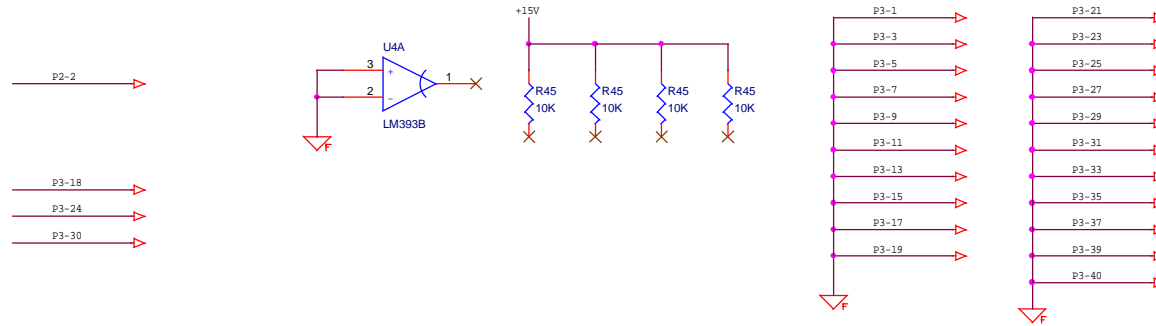 +15V
P3-1
P3-21
P3-3
P3-23
U4A
3
+
1
P2-2
2
-
LM393B
R45
10K
R45
10K
R45
10K
R45
10K
P3-5
P3-25
P3-7
P3-27
P3-9
P3-29
P3-11
P3-31
P3-13
P3-33
P3-15
P3-35
P3-17
P3-37
P3-19
P3-39
P3-40
F
P3-18
P3-24
P3-30
F
F